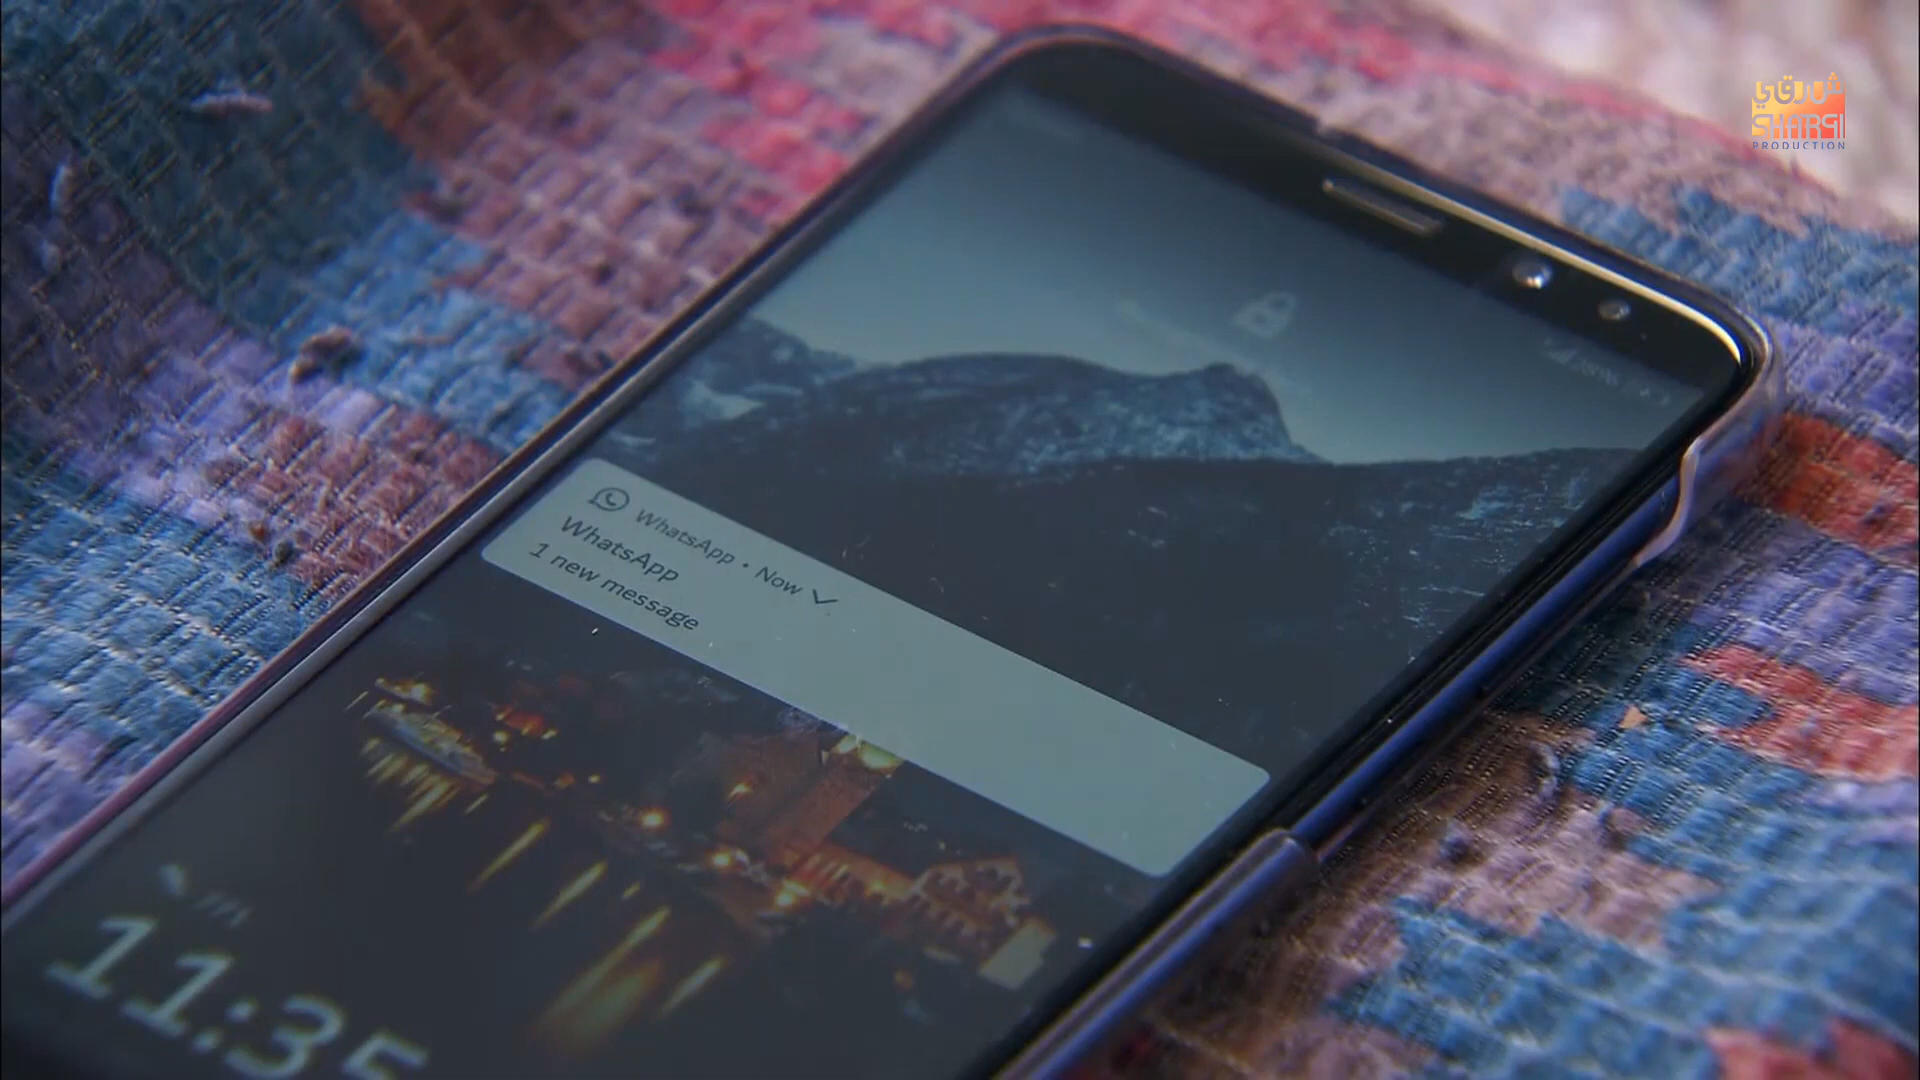 شرقي
SHARQI
PRODUCTION
WhatsApp • Now
WhatsApp
1 new message
11:35